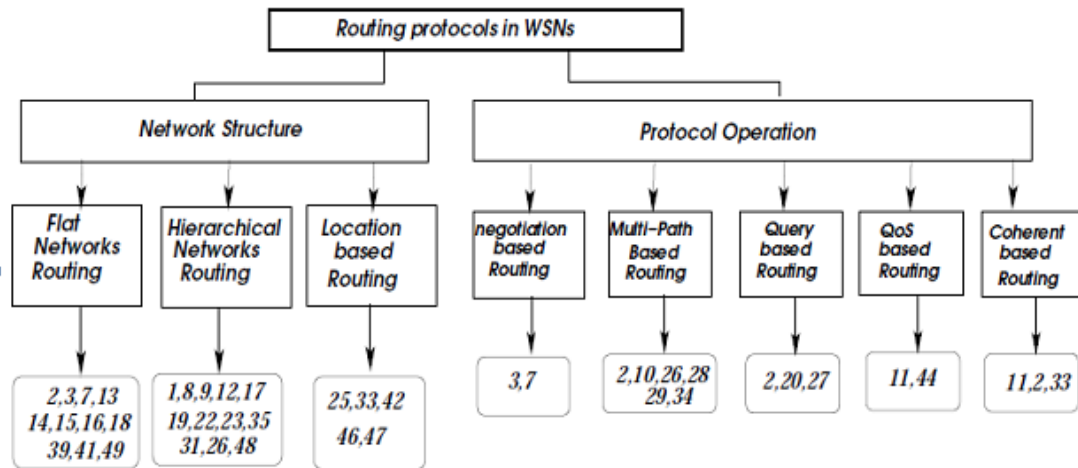 Routing protocols in WSNs
Network Structure
Protocol Operation
Flat
Networks
Routing
Hierarchical
Networks
Routing
Location
based
Routing
negotiation
based
Routing
Multi-Path
Based
Routing
Query
based
Routing
QoS
based
Routing
Coherent
based
Routing
2,3,7,13
14,15,16,18
39,41,49
1,8,9,12,17
19,22,23,35
31,26,48
25,33,42
46,47
3,7
2,10,26,28
29,34
2,20,27
11,44
11,2,33